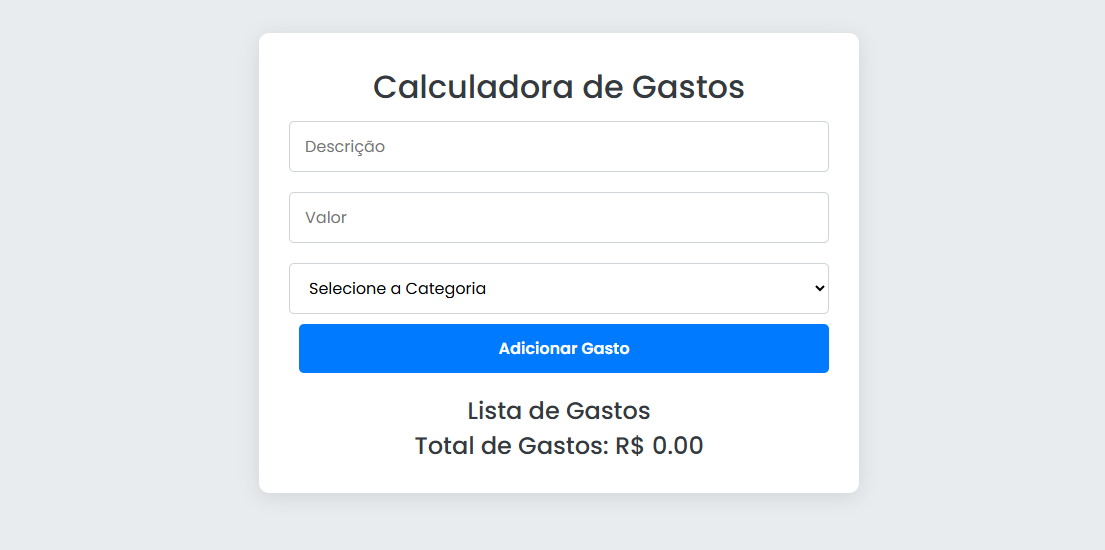 Calculadora de Gastos
Descrição
Valor
Selecione a Categoria
Adicionar Gasto
Lista de Gastos
Total de Gastos: R$ 0.00